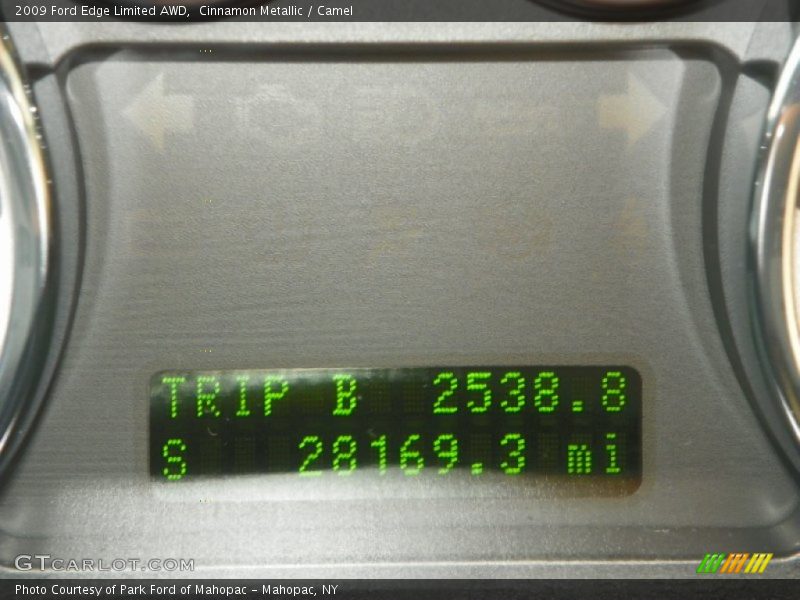 2009 Ford Edge Limited AWD,  Cinnamon Metallic / Camel
TRIP B 2538.8
S 28169.3 mi
GTCARLOT.COM
Photo Courtesy of Park Ford of Mahopac - Mahopac, NY